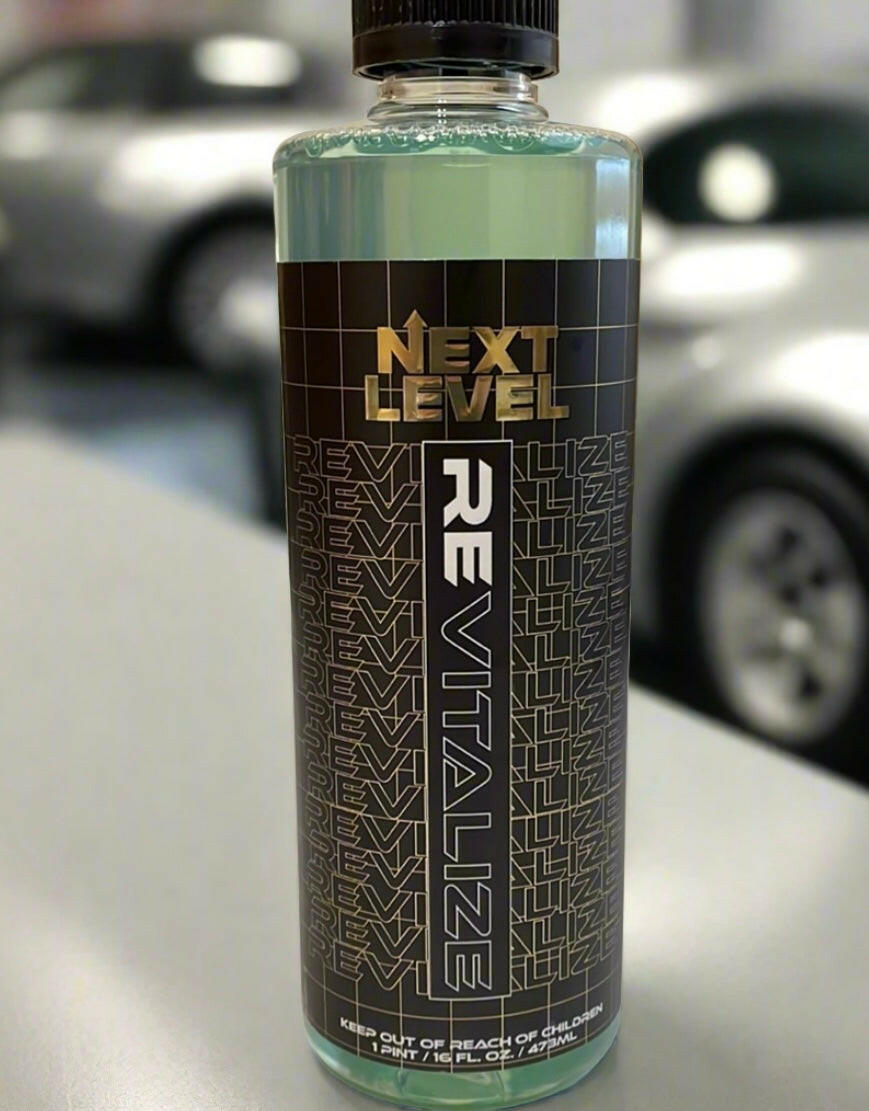 NEXT
LEVEL
REVITALIZE
KEEP OUT OF REACH OF CHILDREN
1 PINT / 16 FL. OZ. / 473ML